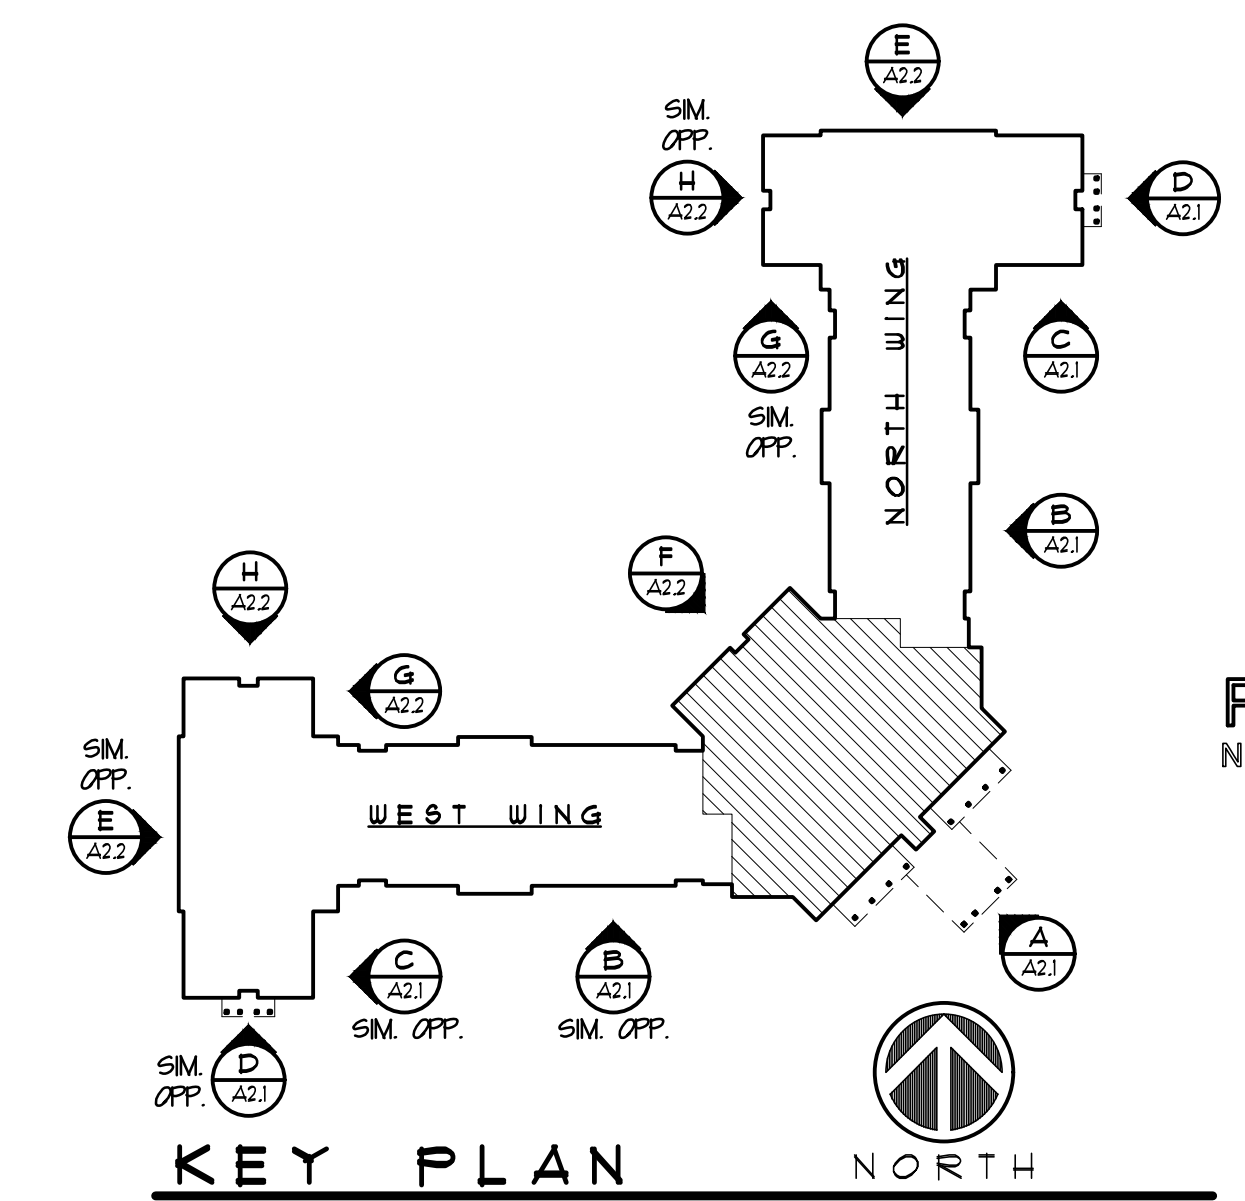 E
A2.2
SIM.
OPP.
H
A2.2
D
A2.1
NORTH WING
G
A2.2
SIM.
OPP.
C
A2.1
B
A2.1
F
A2.2
H
A2.2
G
A2.2
SIM.
OPP.
E
A2.2
WEST WING
A
A2.1
C
A2.1
SIM. OPP.
B
A2.1
SIM. OPP.
SIM.
OPP.
D
A2.1
KEY PLAN
NORTH